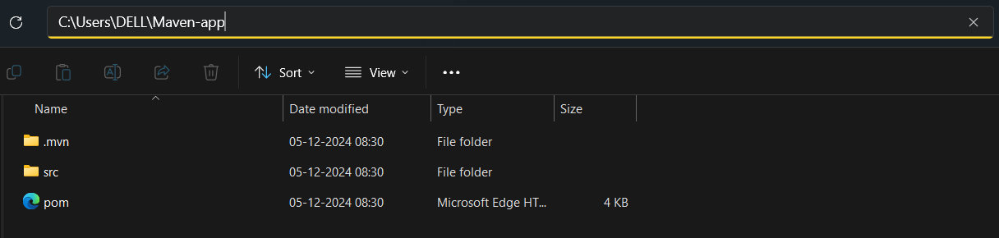 C:\Users\DELL\Maven-app
Sort View
Name Date modified Type Size
.mvn 05-12-2024 08:30 File folder
src 05-12-2024 08:30 File folder
pom 05-12-2024 08:30 Microsoft Edge HT... 4 KB